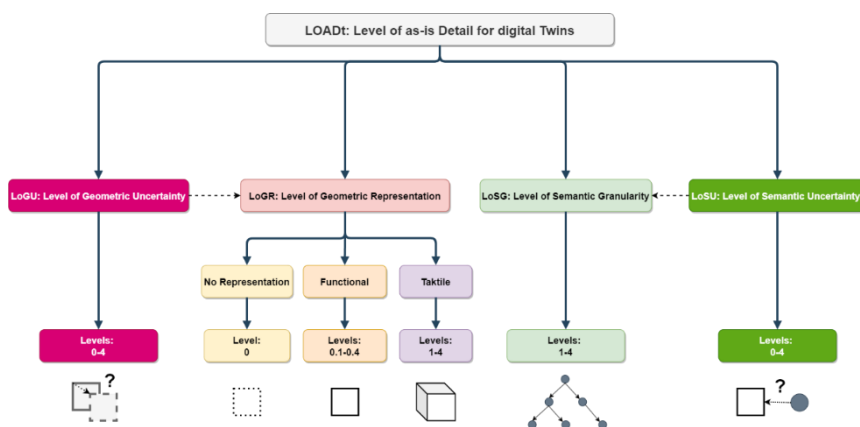 LOADt: Level of as-is Detail for digital Twins
LoGU: Level of Geometric Uncertainty
LoGR: Level of Geometric Representation
LoSG: Level of Semantic Granularity
LoSU: Level of Semantic Uncertainty
No Representation
Functional
Taktile
Levels:
0-4
Level:
0
Levels:
0.1-0.4
Levels:
1-4
Levels:
1-4
Levels:
0-4
?
?